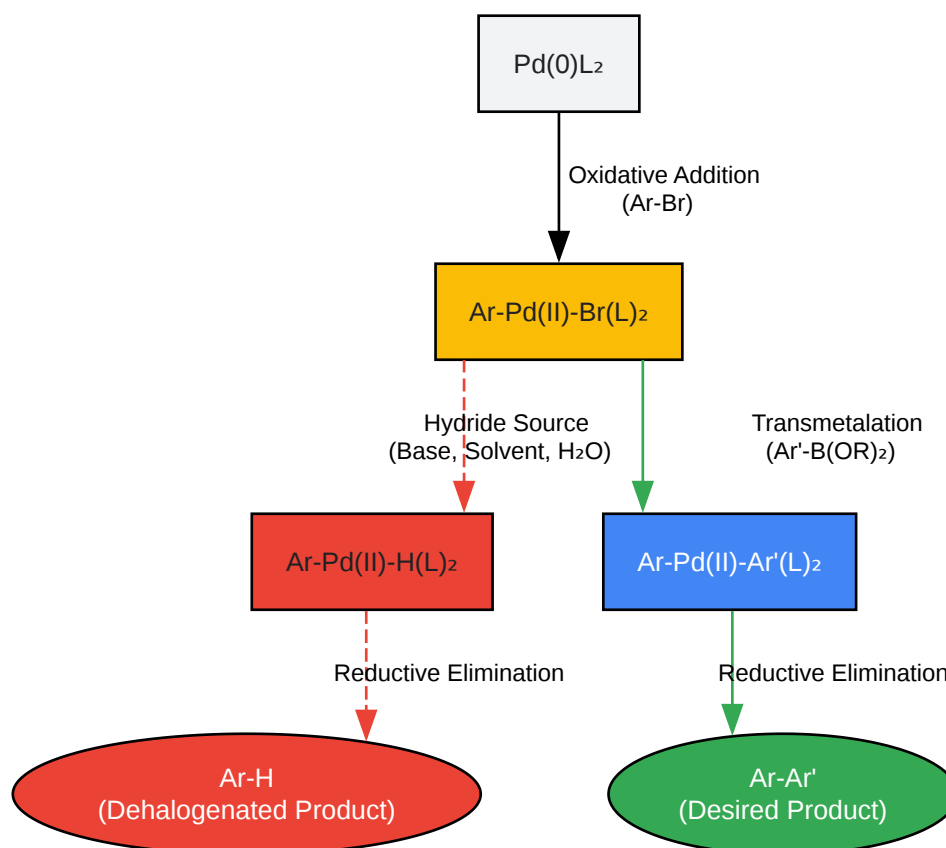 Pd(0)L₂
Oxidative Addition
(Ar-Br)
Ar-Pd(II)-Br(L)₂
Hydride Source
(Base, Solvent, H₂O)
Transmetalation
(Ar'-B(OR)₂)
Ar-Pd(II)-H(L)₂
Ar-Pd(II)-Ar'(L)₂
Reductive Elimination
Reductive Elimination
Ar-H
(Dehalogenated Product)
Ar-Ar'
(Desired Product)